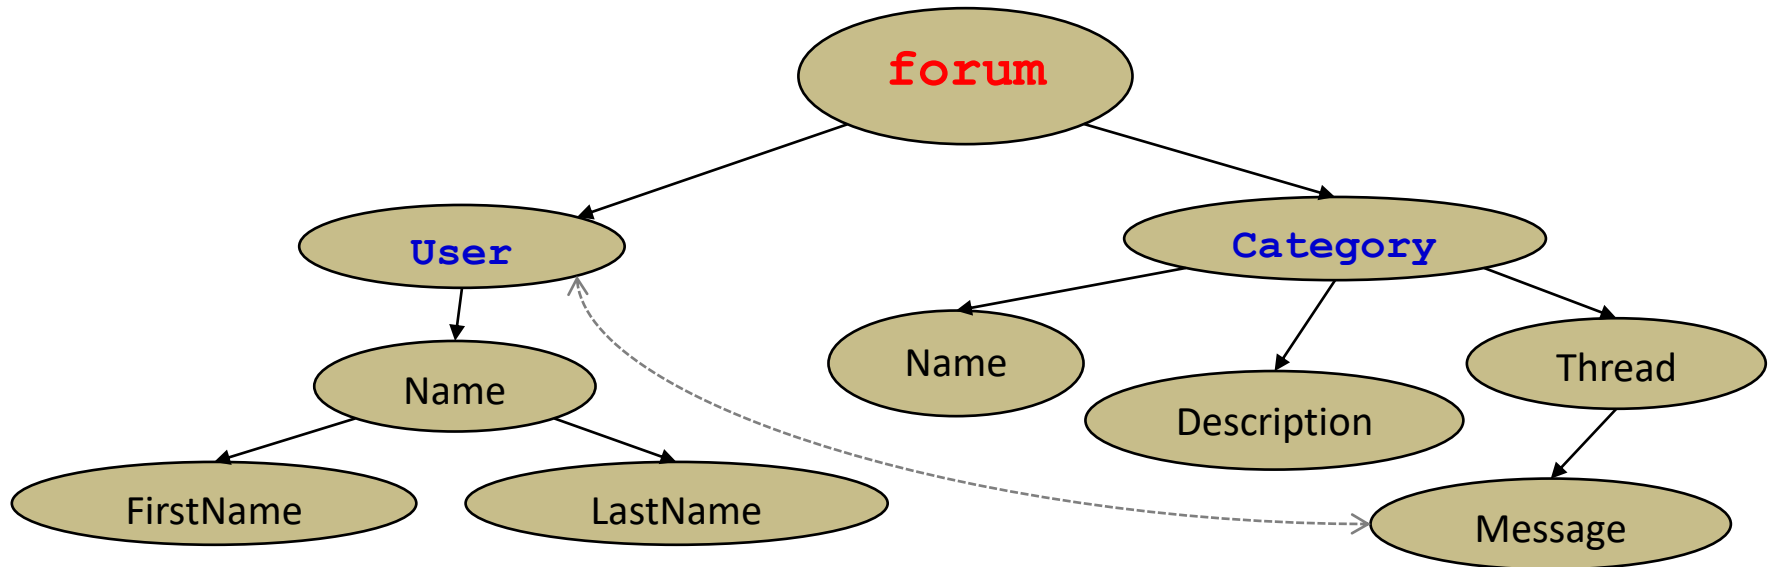 forum
User
Category
Name
Description
Thread
Name
FirstName
LastName
Message